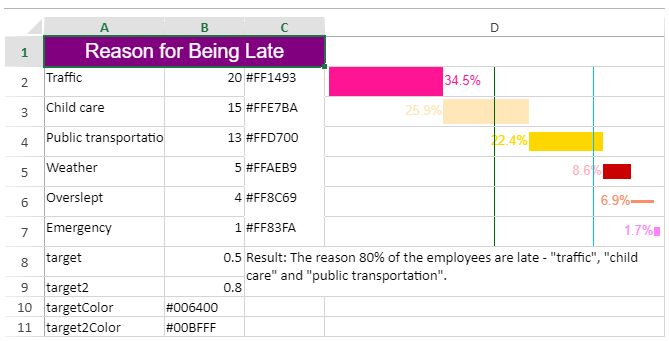 A B C D
1 Reason for Being Late
2 Traffic 20 #FF1493 34.5%
3 Child care 15 #FFE7BA 25.9%
4 Public transportatio 13 #FFD700 22.4%
5 Weather 5 #FFAEB9 8.6%
6 Overslept 4 #FF8C69 6.9%
7 Emergency 1 #FF83FA 1.7%
8 target 0.5 Result: The reason 80% of the employees are late - "traffic", "child
care" and "public transportation".
9 target2 0.8
10 targetColor #006400
11 target2Color #00BFFF